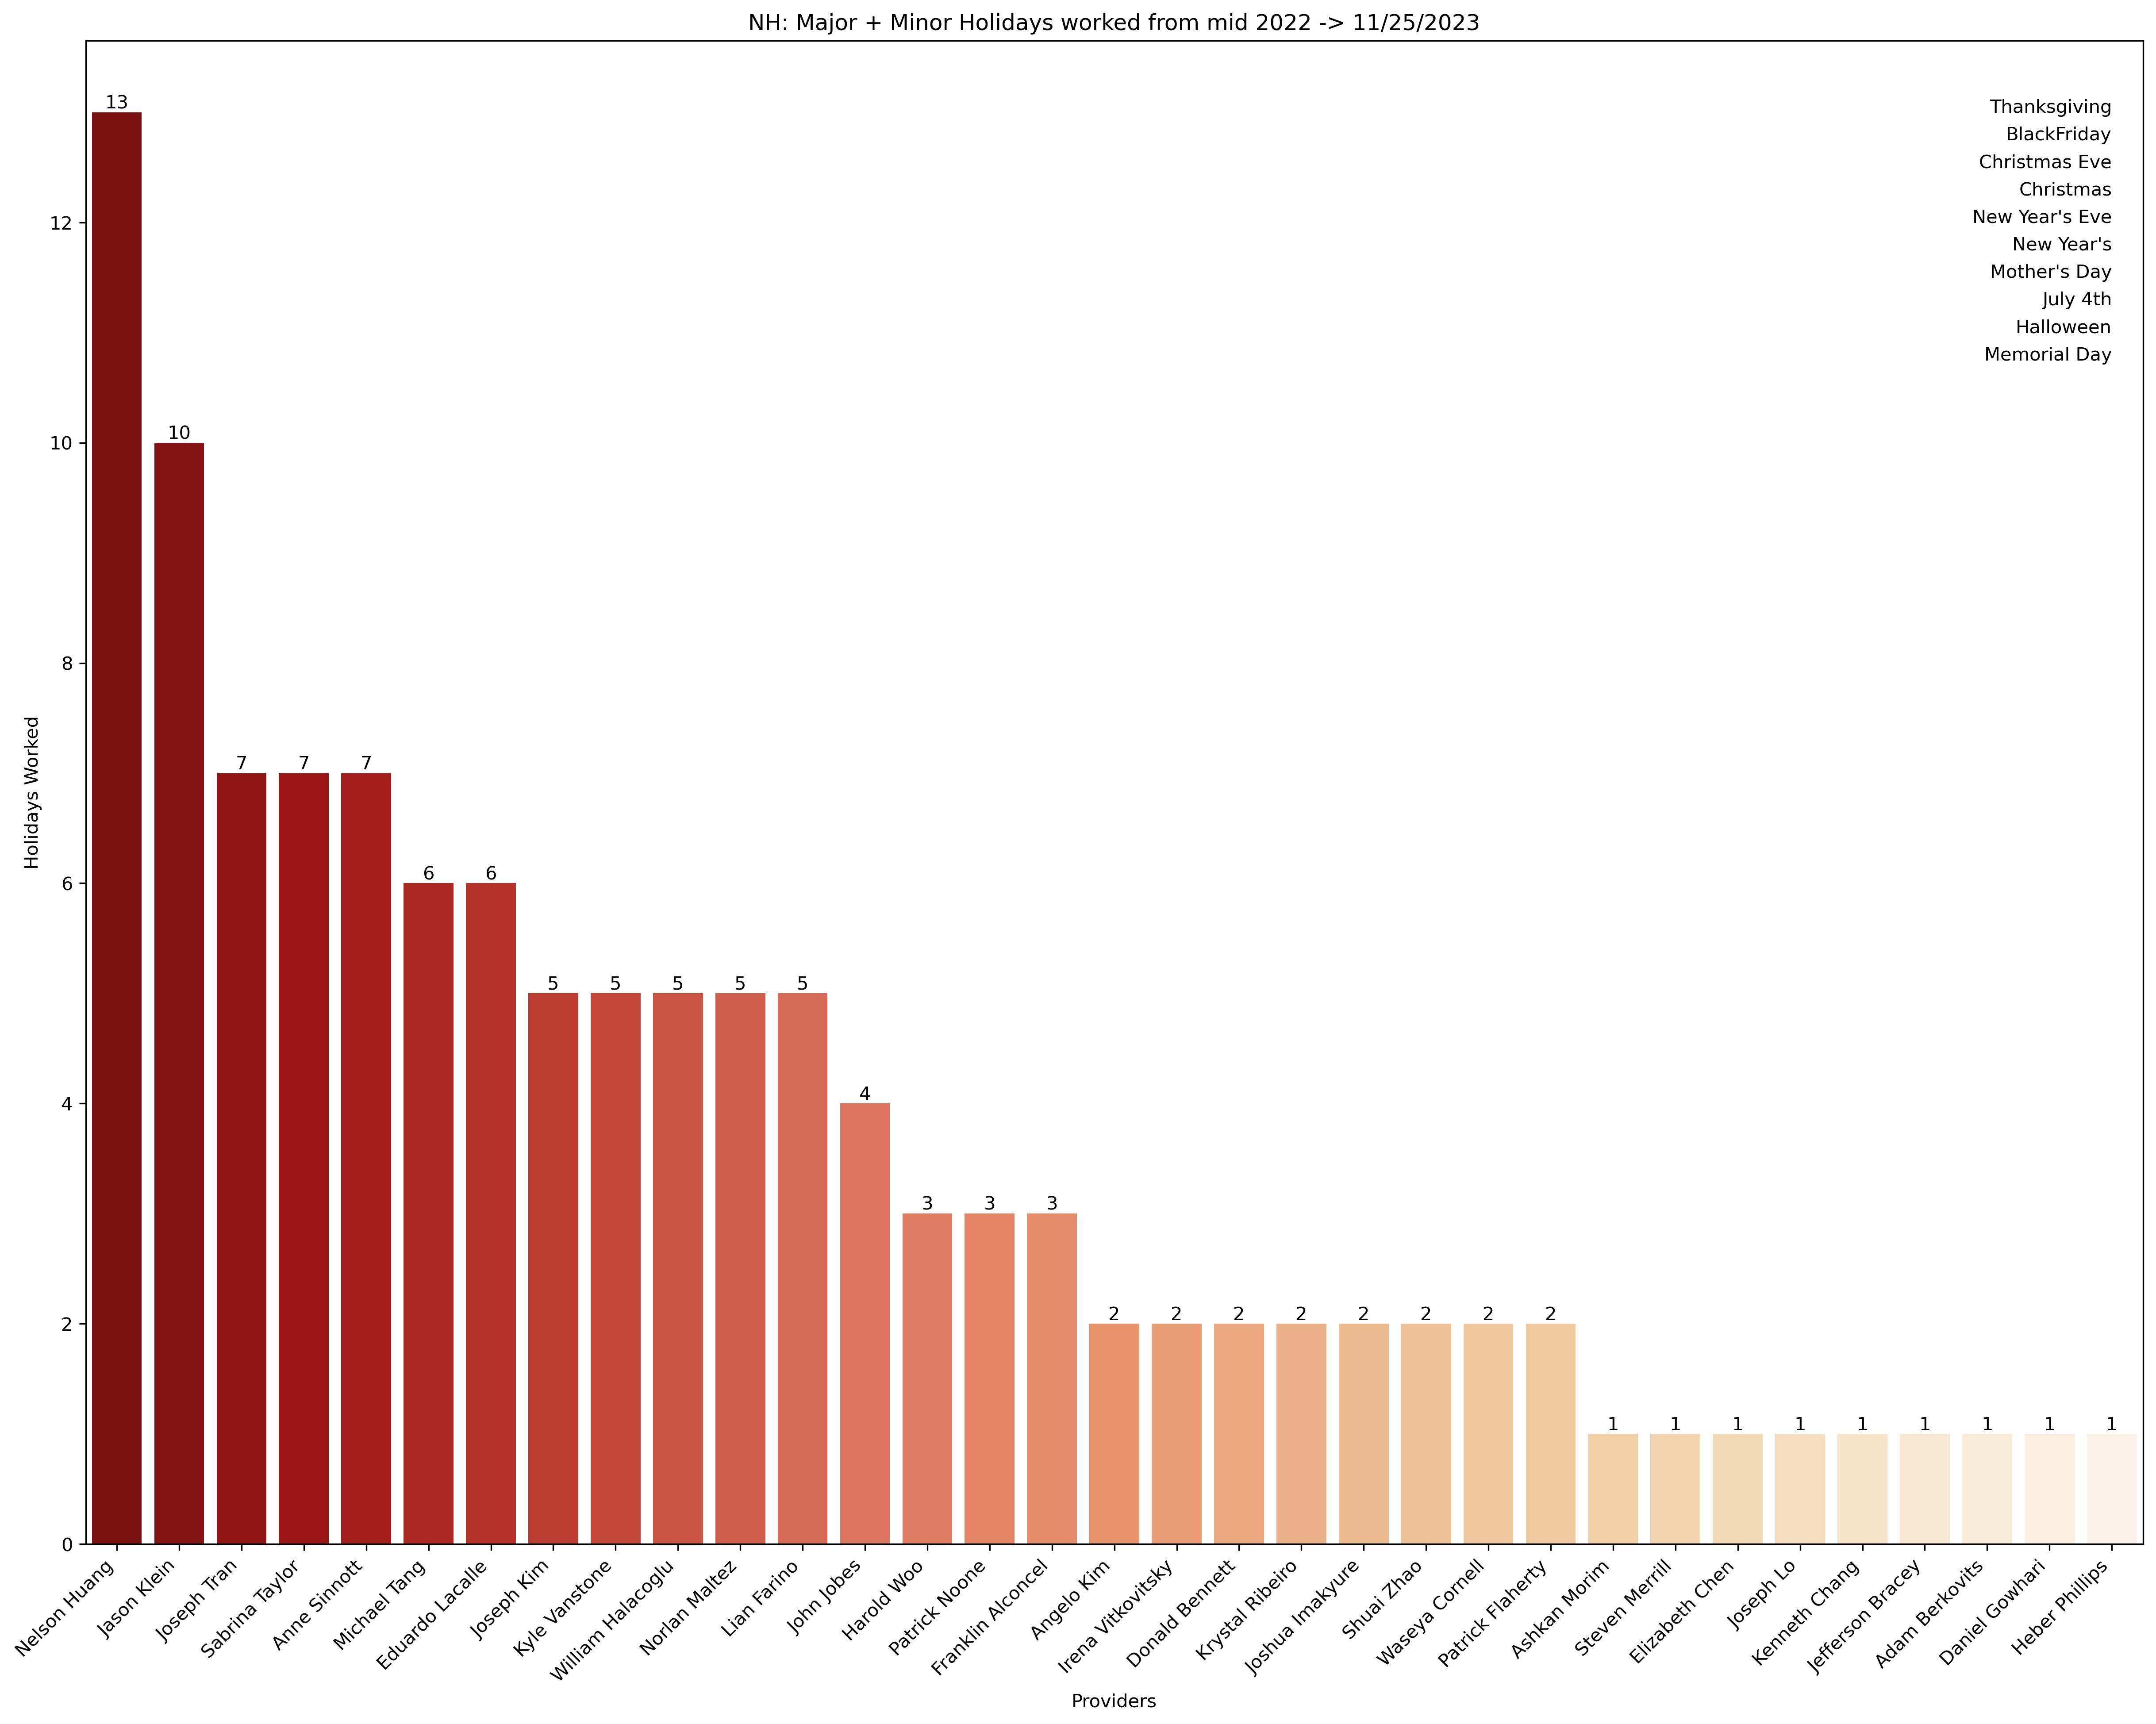 NH: Major + Minor Holidays worked from mid 2022 -> 11/25/2023
Thanksgiving
BlackFriday
Christmas Eve
Christmas
New Year's Eve
New Year's
Mother's Day
July 4th
Halloween
Memorial Day
Holidays Worked
12
10
8
6
4
2
0
13
10
7
7
7
6
6
5
5
5
5
5
4
3
3
3
2
2
2
2
2
2
2
2
1
1
1
1
1
1
1
1
1
Nelson Huang
Jason Klein
Joseph Tran
Sabrina Taylor
Anne Sinnott
Michael Tang
Eduardo Lacalle
Joseph Kim
Kyle Vanstone
William Halacoglu
Norlan Maltez
Lian Farino
John Jobes
Harold Woo
Patrick Noone
Franklin Alconcel
Angelo Kim
Irena Vitkovitsky
Donald Bennett
Krystal Ribeiro
Joshua Imakyure
Shuai Zhao
Waseya Cornell
Patrick Flaherty
Ashkan Morim
Steven Merrill
Elizabeth Chen
Joseph Lo
Kenneth Chang
Jefferson Bracey
Adam Berkovits
Daniel Gowhari
Heber Phillips
Providers